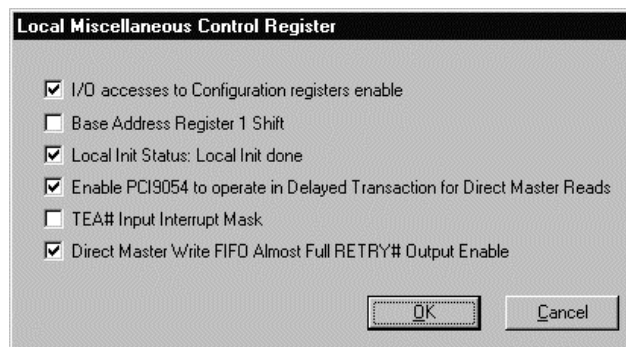 Local Miscellaneous Control Register
I/O accesses to Configuration registers enable
Base Address Register 1 Shift
Local Init Status: Local Init done
Enable PCI9054 to operate in Delayed Transaction for Direct Master Reads
TEA# Input Interrupt Mask
Direct Master Write FIFO Almost Full RETRY# Output Enable
OK Cancel